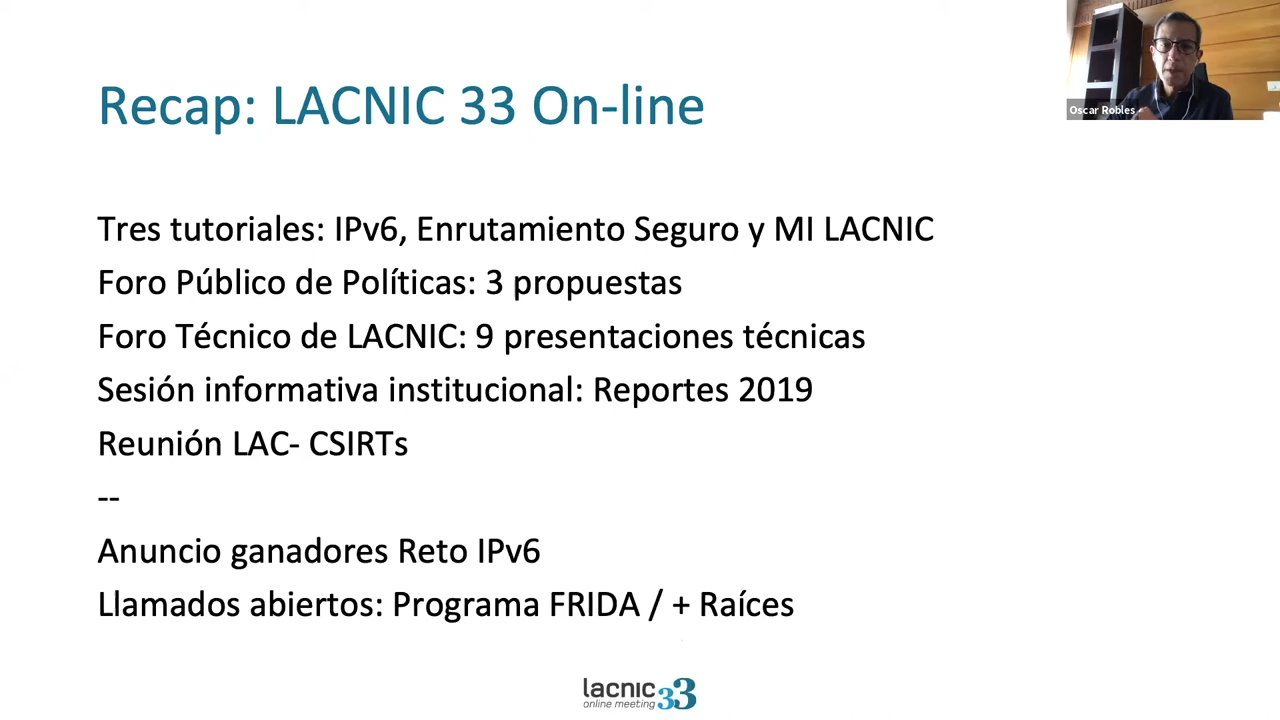 Recap: LACNIC 33 On-line
Oscar Robles
Tres tutoriales: IPv6, Enrutamiento Seguro y MI LACNIC
Foro Público de Políticas: 3 propuestas
Foro Técnico de LACNIC: 9 presentaciones técnicas
Sesión informativa institucional: Reportes 2019
Reunión LAC- CSIRTs
--
Anuncio ganadores Reto IPv6
Llamados abiertos: Programa FRIDA / + Raíces
lacnic 33
online meeting